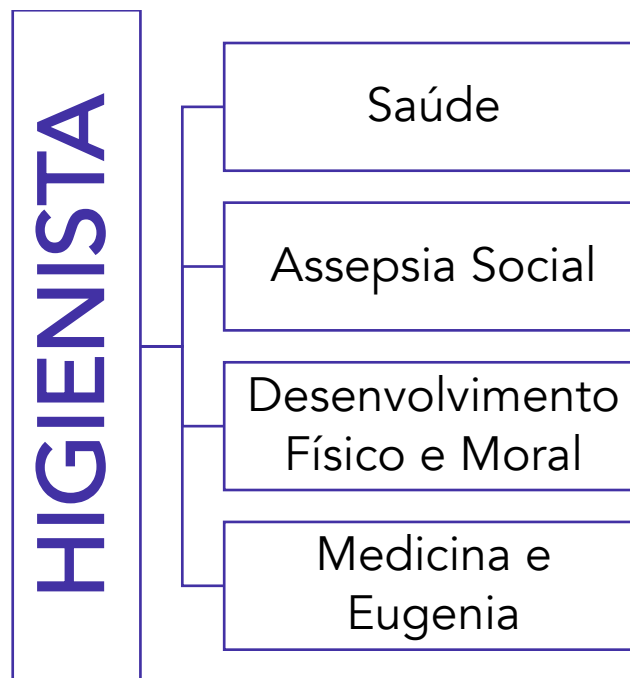 HIGIENISTA
Saúde
Assepsia Social
Desenvolvimento
Físico e Moral
Medicina e
Eugenia